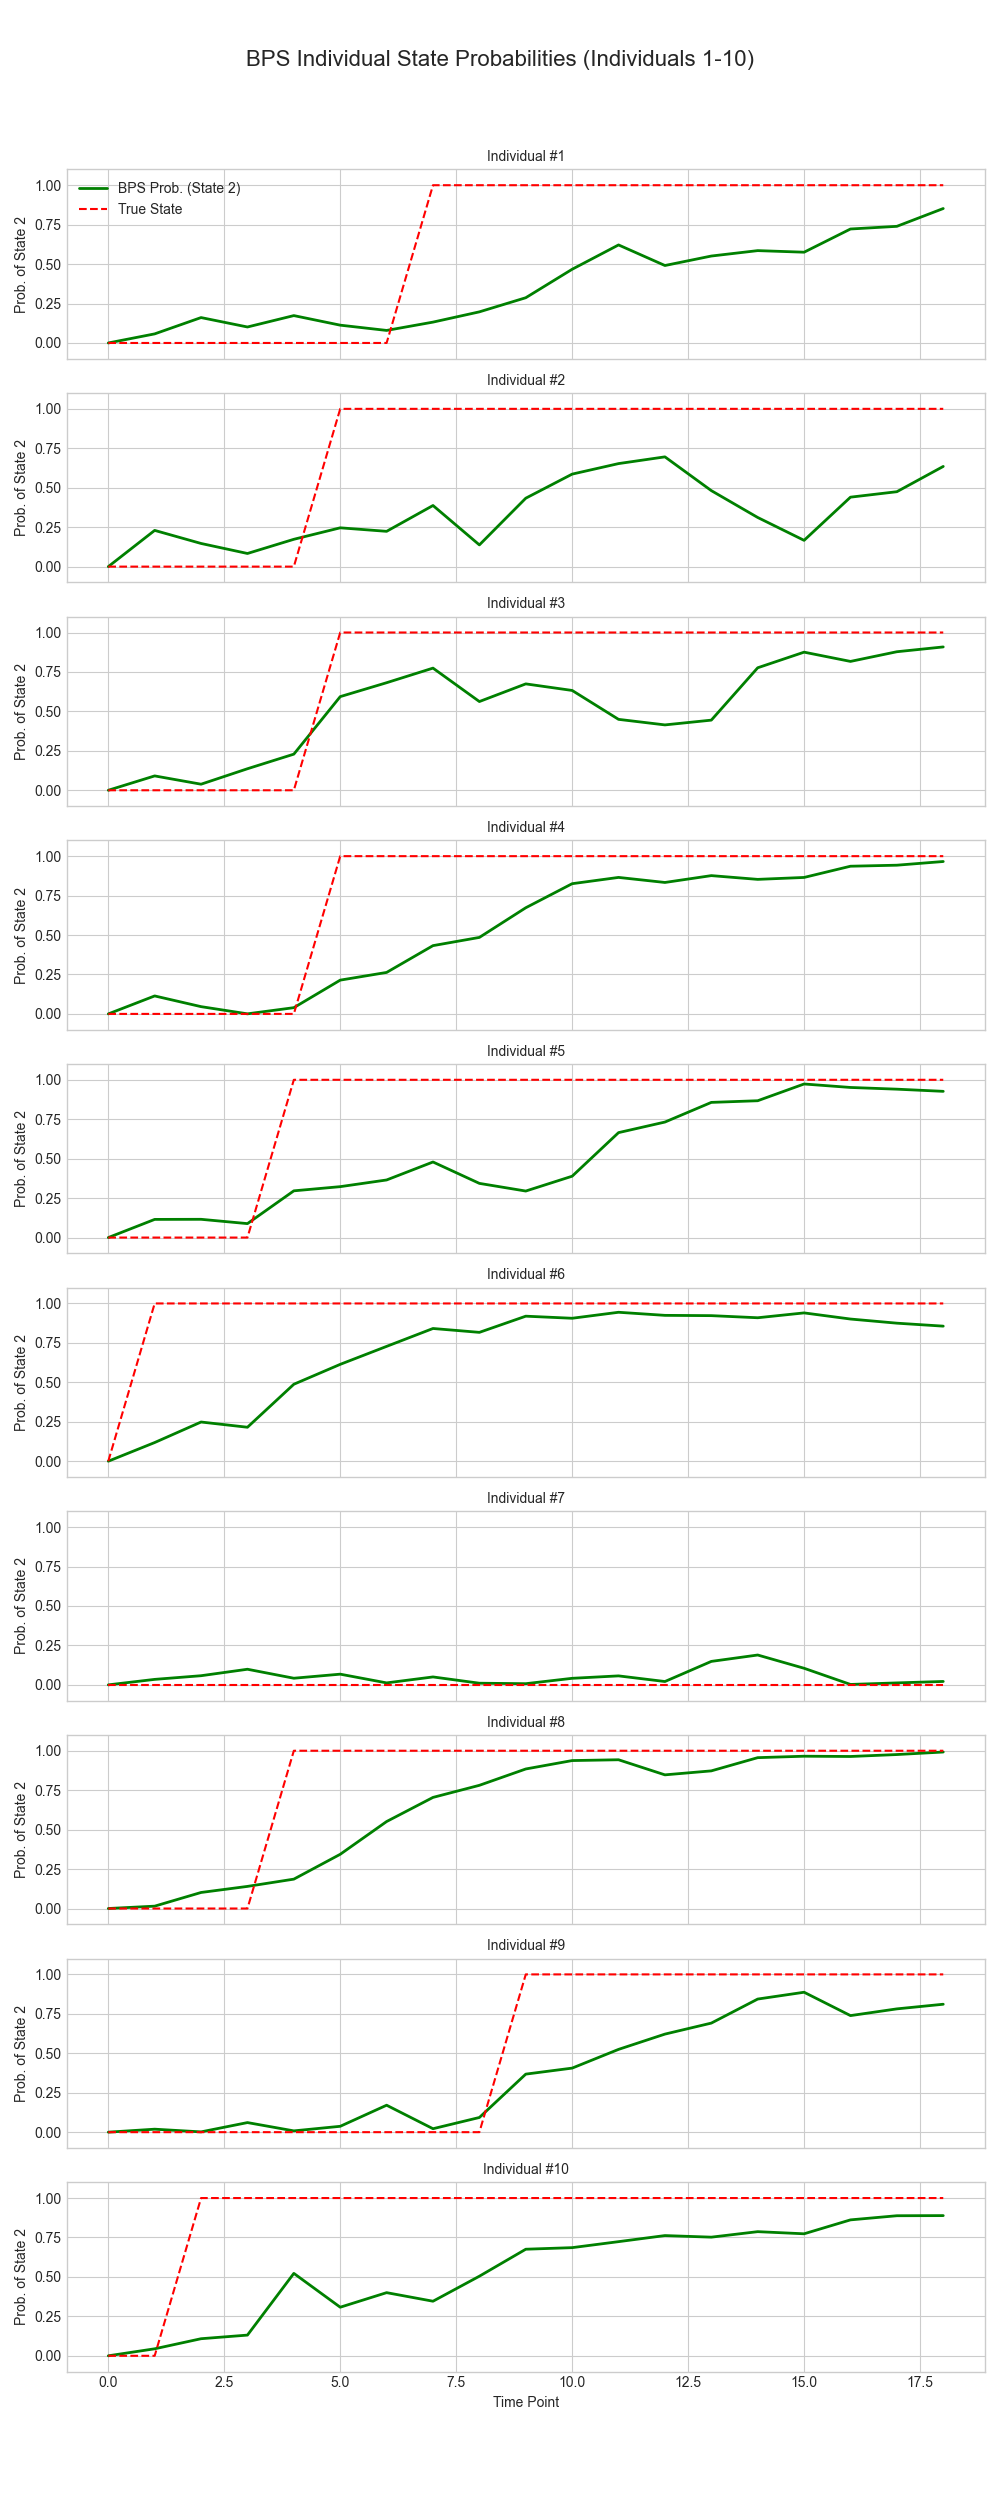 BPS Individual State Probabilities (Individuals 1-10)
Individual #1
BPS Prob. (State 2)
True State
Prob. of State 2
1.00
0.75
0.50
0.25
0.00
Individual #2
Prob. of State 2
1.00
0.75
0.50
0.25
0.00
Individual #3
Prob. of State 2
1.00
0.75
0.50
0.25
0.00
Individual #4
Prob. of State 2
1.00
0.75
0.50
0.25
0.00
Individual #5
Prob. of State 2
1.00
0.75
0.50
0.25
0.00
Individual #6
Prob. of State 2
1.00
0.75
0.50
0.25
0.00
Individual #7
Prob. of State 2
1.00
0.75
0.50
0.25
0.00
Individual #8
Prob. of State 2
1.00
0.75
0.50
0.25
0.00
Individual #9
Prob. of State 2
1.00
0.75
0.50
0.25
0.00
Individual #10
Prob. of State 2
1.00
0.75
0.50
0.25
0.00
0.0 2.5 5.0 7.5 10.0 12.5 15.0 17.5
Time Point